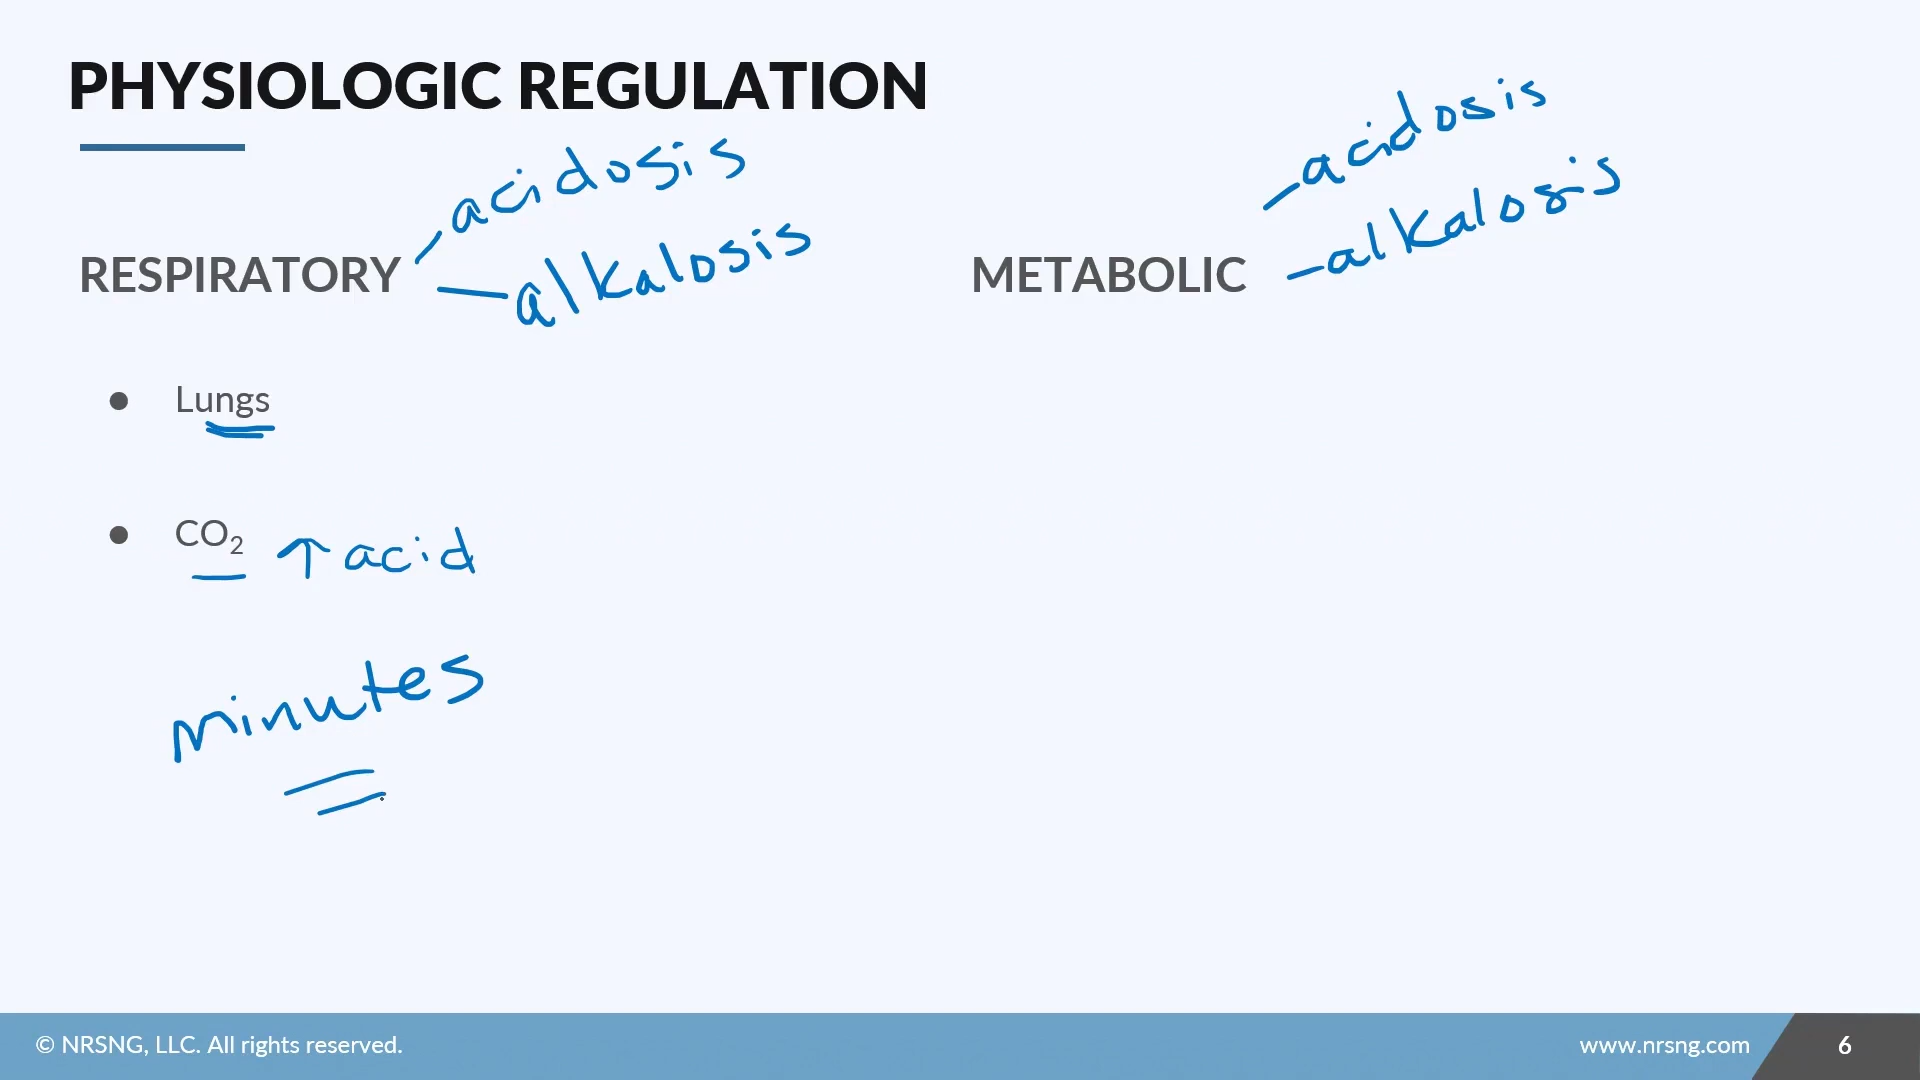 PHYSIOLOGIC REGULATION
RESPIRATORY
acidosis
alkalosis
Lungs
CO₂ ↑ acid
minutes
METABOLIC
acidosis
alkalosis
© NRSNG, LLC. All rights reserved.
www.nrsng.com
6